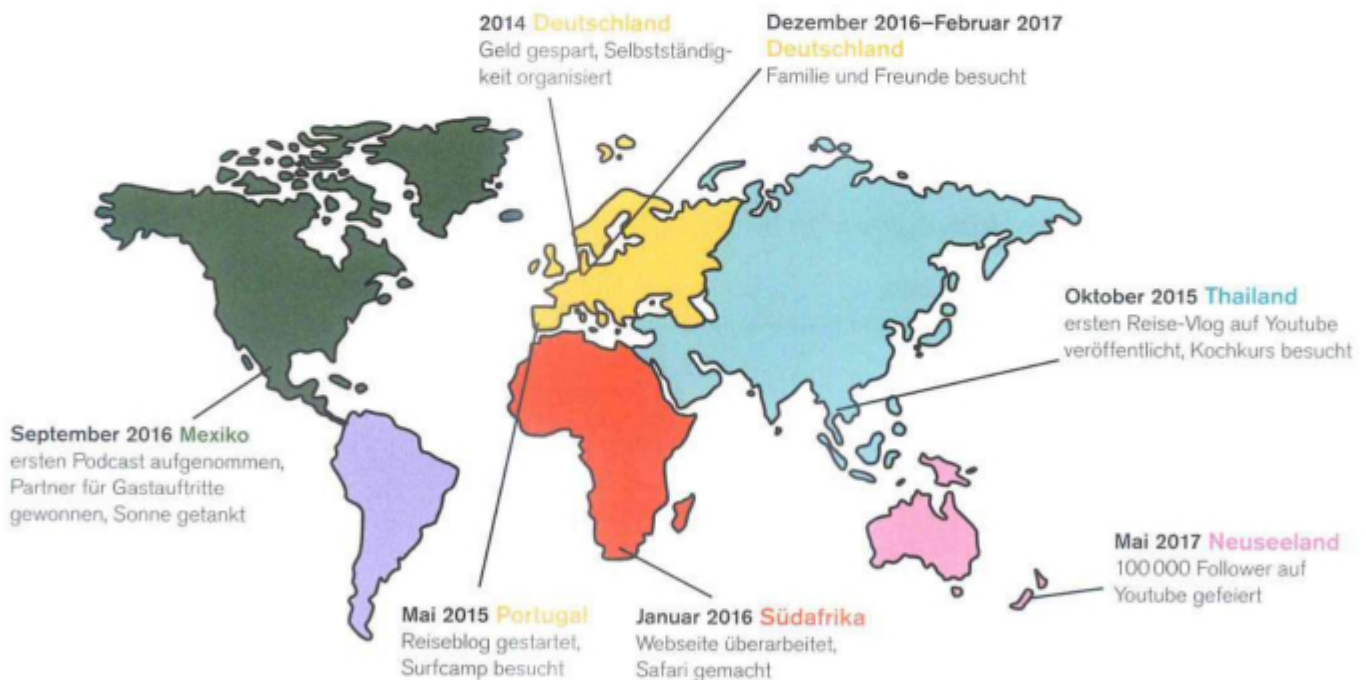 2014 Deutschland
Geld gespart, Selbstständig-
keit organisiert
Dezember 2016–Februar 2017
Deutschland
Familie und Freunde besucht
Oktober 2015 Thailand
ersten Reise-Vlog auf Youtube
veröffentlicht, Kochkurs besucht
September 2016 Mexiko
ersten Podcast aufgenommen,
Partner für Gastauftritte
gewonnen, Sonne getankt
Mai 2017 Neuseeland
100 000 Follower auf
Youtube gefeiert
Mai 2015 Portugal
Reiseblog gestartet,
Surfcamp besucht
Januar 2016 Südafrika
Webseite überarbeitet,
Safari gemacht